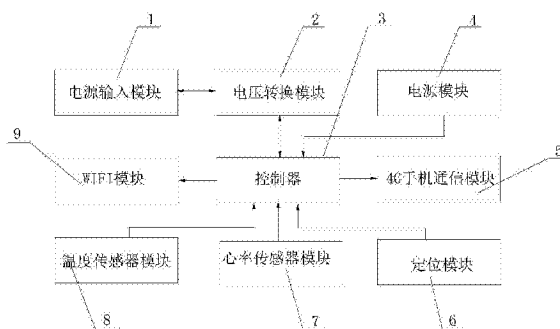 1 2 3 4
电源输入模块 电压转换模块 电源模块
9 5
WIFI模块 控制器 4G手机通信模块
温度传感器模块 心率传感器模块 定位模块
8 7 6